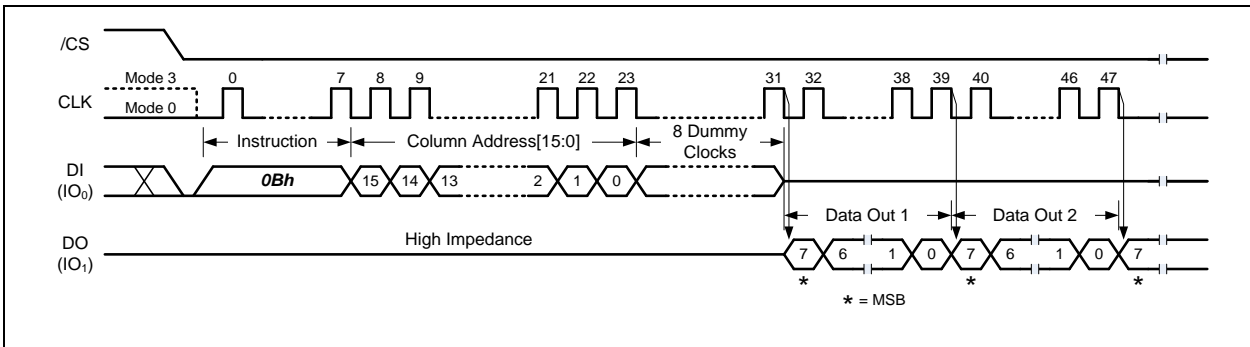 /CS
Mode 3 0 7 8 9 21 22 23 31 32 38 39 40 46 47
CLK
Mode 0
Instruction Column Address[15:0] 8 Dummy Clocks
DI
(IO₀)
0Bh 15 14 13 2 1 0
Data Out 1 Data Out 2
DO
(IO₁)
High Impedance
7 6 1 0 7 6 1 0 7
* * *
* = MSB